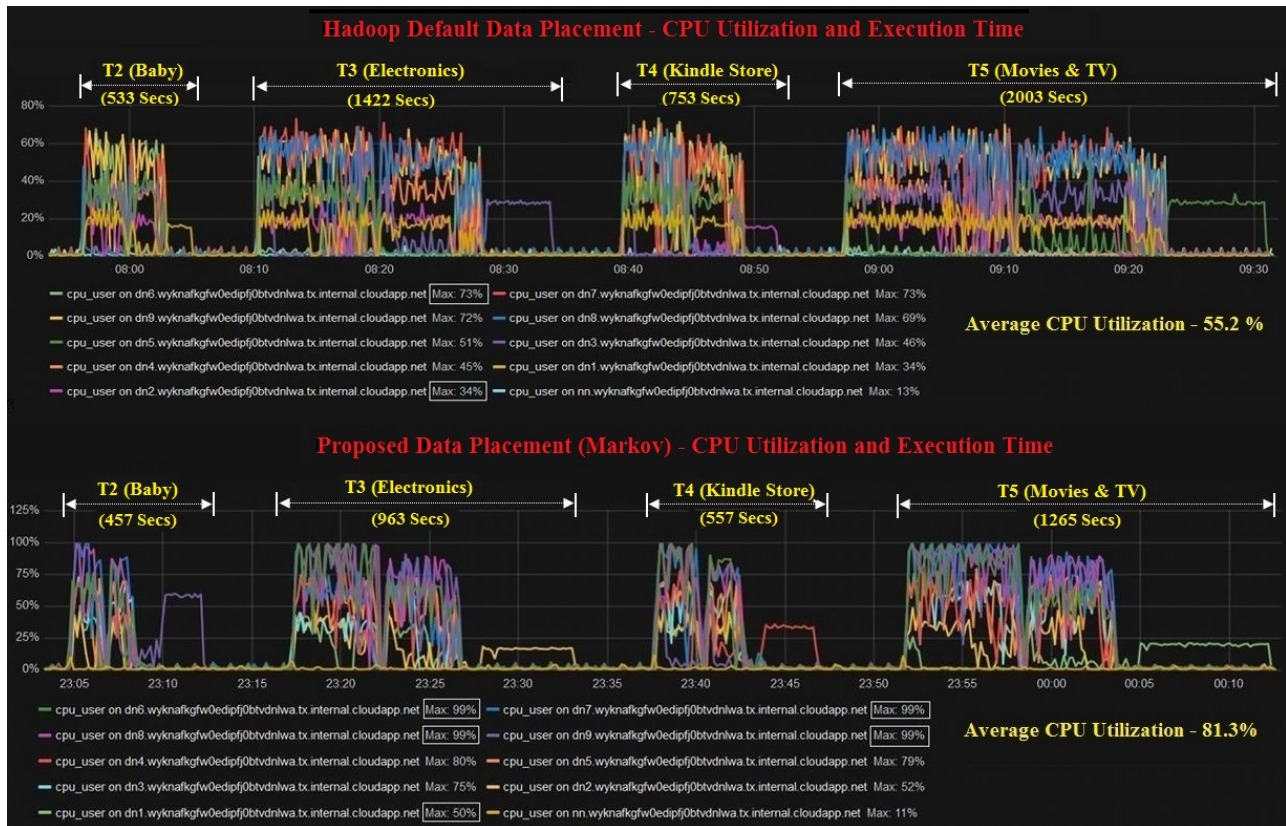 Hadoop Default Data Placement - CPU Utilization and Execution Time
T2 (Baby) T3 (Electronics) T4 (Kindle Store) T5 (Movies & TV)
(533 Secs) (1422 Secs) (753 Secs) (2003 Secs)
80%
60%
40%
20%
0%
08:00 08:10 08:20 08:30 08:40 08:50 09:00 09:10 09:20 09:30
cpu_user on dn6.wyknafkgfw0edipfj0btvdnlwa.tx.internal.cloudapp.net Max: 73% cpu_user on dn7.wyknafkgfw0edipfj0btvdnlwa.tx.internal.cloudapp.net Max: 73%
cpu_user on dn9.wyknafkgfw0edipfj0btvdnlwa.tx.internal.cloudapp.net Max: 72% cpu_user on dn8.wyknafkgfw0edipfj0btvdnlwa.tx.internal.cloudapp.net Max: 69%
Average CPU Utilization - 55.2 %
cpu_user on dn5.wyknafkgfw0edipfj0btvdnlwa.tx.internal.cloudapp.net Max: 51% cpu_user on dn3.wyknafkgfw0edipfj0btvdnlwa.tx.internal.cloudapp.net Max: 46%
cpu_user on dn4.wyknafkgfw0edipfj0btvdnlwa.tx.internal.cloudapp.net Max: 45% cpu_user on dn1.wyknafkgfw0edipfj0btvdnlwa.tx.internal.cloudapp.net Max: 34%
cpu_user on dn2.wyknafkgfw0edipfj0btvdnlwa.tx.internal.cloudapp.net Max: 34% cpu_user on nn.wyknafkgfw0edipfj0btvdnlwa.tx.internal.cloudapp.net Max: 13%
Proposed Data Placement (Markov) - CPU Utilization and Execution Time
T2 (Baby) T3 (Electronics) T4 (Kindle Store) T5 (Movies & TV)
(457 Secs) (963 Secs) (557 Secs) (1265 Secs)
125%
100%
75%
50%
25%
0%
23:05 23:10 23:15 23:20 23:25 23:30 23:35 23:40 23:45 23:50 23:55 00:00 00:05 00:10
cpu_user on dn6.wyknafkgfw0edipfj0btvdnlwa.tx.internal.cloudapp.net Max: 99% cpu_user on dn7.wyknafkgfw0edipfj0btvdnlwa.tx.internal.cloudapp.net Max: 99%
cpu_user on dn8.wyknafkgfw0edipfj0btvdnlwa.tx.internal.cloudapp.net Max: 99% cpu_user on dn9.wyknafkgfw0edipfj0btvdnlwa.tx.internal.cloudapp.net Max: 99%
Average CPU Utilization - 81.3%
cpu_user on dn4.wyknafkgfw0edipfj0btvdnlwa.tx.internal.cloudapp.net Max: 80% cpu_user on dn5.wyknafkgfw0edipfj0btvdnlwa.tx.internal.cloudapp.net Max: 79%
cpu_user on dn3.wyknafkgfw0edipfj0btvdnlwa.tx.internal.cloudapp.net Max: 75% cpu_user on dn2.wyknafkgfw0edipfj0btvdnlwa.tx.internal.cloudapp.net Max: 52%
cpu_user on dn1.wyknafkgfw0edipfj0btvdnlwa.tx.internal.cloudapp.net Max: 50% cpu_user on nn.wyknafkgfw0edipfj0btvdnlwa.tx.internal.cloudapp.net Max: 11%